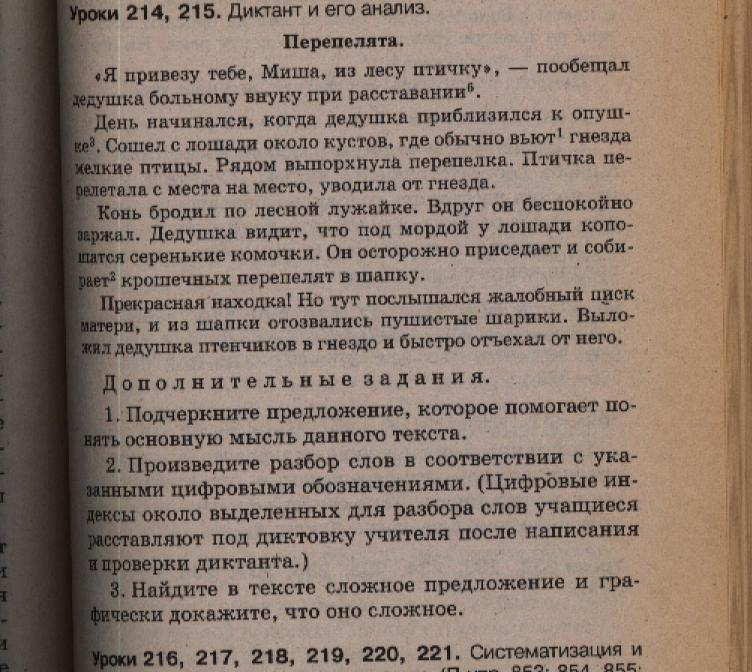 Уроки 214, 215. Диктант и его анализ.
Перепелята.
«Я привезу тебе, Миша, из лесу птичку», — пообещал
дедушка больному внуку при расставании⁶.
День начинался, когда дедушка приблизился к опуш-
ке³. Сошел с лошади около кустов, где обычно вьют¹ гнезда
мелкие птицы. Рядом выпорхнула перепелка. Птичка пе-
релетала с места на место, уводила от гнезда.
Конь бродил по лесной лужайке. Вдруг он беспокойно
заржал. Дедушка видит, что под мордой у лошади копо-
шатся серенькие комочки. Он осторожно приседает и соби-
рает² крошечных перепелят в шапку.
Прекрасная находка! Но тут послышался жалобный писк
матери, и из шапки отозвались пушистые шарики. Выло-
жил дедушка птенчиков в гнездо и быстро отъехал от него.
Дополнительные задания.
1. Подчеркните предложение, которое помогает по-
нять основную мысль данного текста.
2. Произведите разбор слов в соответствии с ука-
занными цифровыми обозначениями. (Цифровые ин-
дексы около выделенных для разбора слов учащиеся
расставляют под диктовку учителя после написания
и проверки диктанта.)
3. Найдите в тексте сложное предложение и гра-
фически докажите, что оно сложное.
Уроки 216, 217, 218, 219, 220, 221. Систематизация и